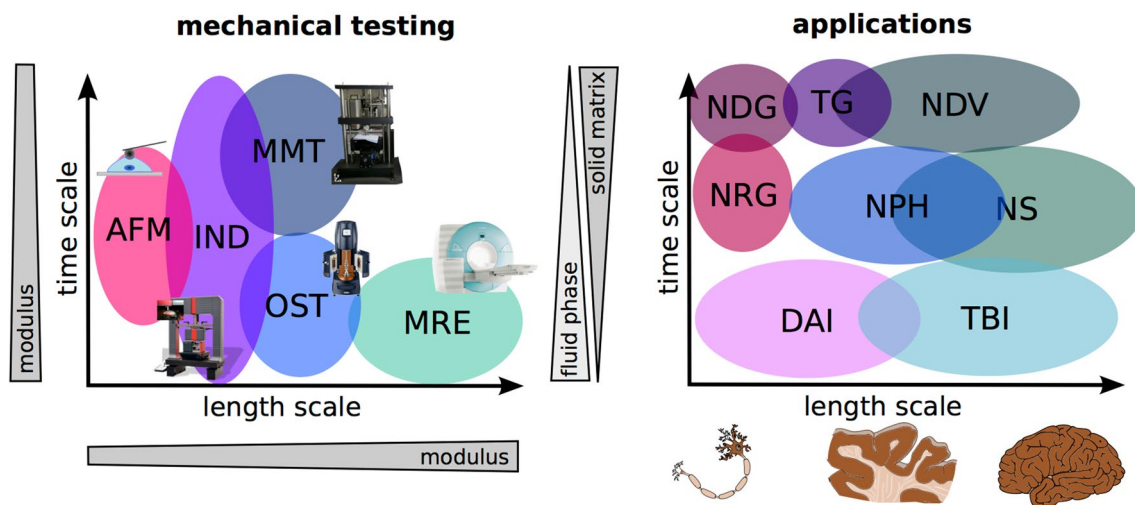 mechanical testing
modulus
time scale
AFM
IND
MMT
OST
MRE
length scale
modulus
applications
fluid phase
solid matrix
time scale
NDG
TG
NDV
NRG
NPH
NS
DAI
TBI
length scale